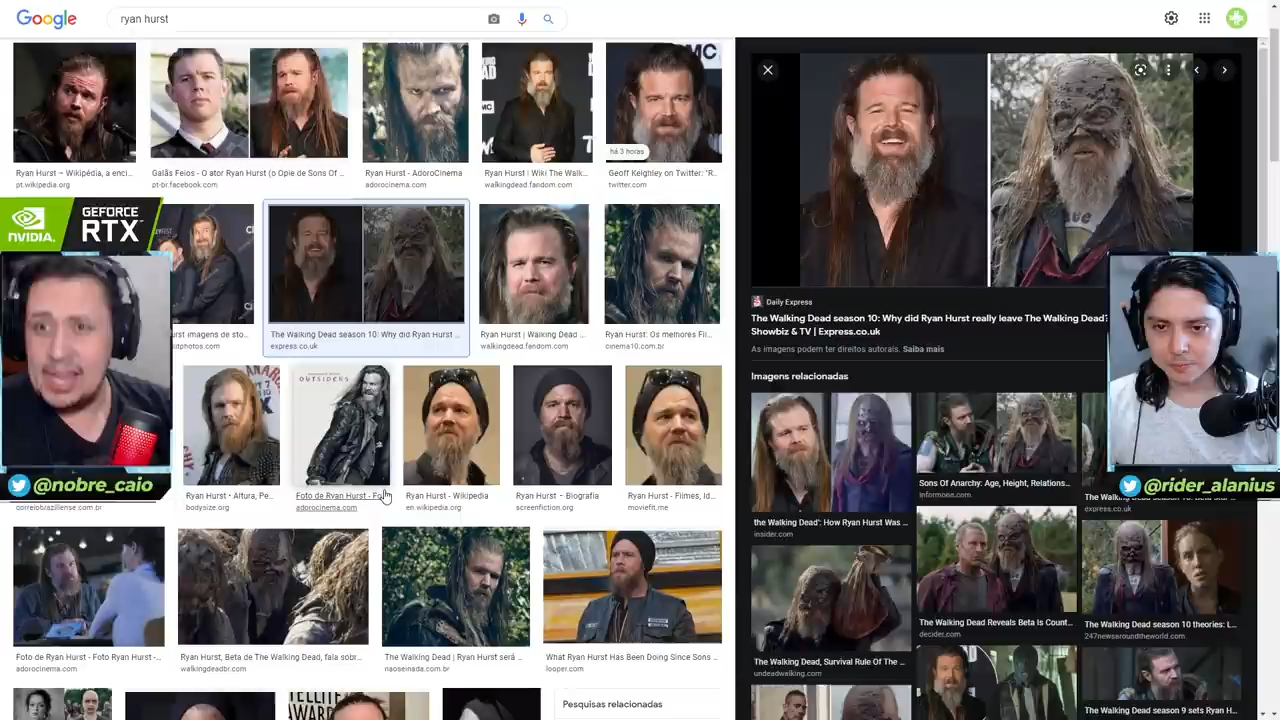 Google
ryan hurst
Ryan Hurst – Wikipédia, a enci...
pt.wikipedia.org
Galãs Feios - O ator Ryan Hurst (o Opie de Sons Of ...
pt-br.facebook.com
Ryan Hurst - AdoroCinema
adorocinema.com
Ryan Hurst | Wiki The Walk...
walkingdead.fandom.com
há 3 horas
Geoff Keighley on Twitter: "R...
twitter.com
NVIDIA.
GEFORCE
RTX
The Walking Dead season 10: Why did Ryan Hurst ...
express.co.uk
Ryan Hurst | Walking Dead ...
walkingdead.fandom.com
Ryan Hurst: Os melhores Fil...
cinema10.com.br
OUTSIDERS
@nobre_caio
Ryan Hurst • Altura, Pe...
bodysize.org
Foto de Ryan Hurst - Fo
adorocinema.com
Ryan Hurst - Wikipedia
en.wikipedia.org
Ryan Hurst – Biografia
screenfiction.org
Ryan Hurst - Filmes, Id...
moviefit.me
Foto de Ryan Hurst - Foto Ryan Hurst -...
adorocinema.com
Ryan Hurst, Beta de The Walking Dead, fala sobr...
walkingdeadbr.com
The Walking Dead | Ryan Hurst será ...
naoseinada.com.br
What Ryan Hurst Has Been Doing Since Sons ...
looper.com
Pesquisas relacionadas
Daily Express
The Walking Dead season 10: Why did Ryan Hurst really leave The Walking Dead?
Showbiz & TV | Express.co.uk
As imagens podem ter direitos autorais. Saiba mais
Imagens relacionadas
the Walking Dead': How Ryan Hurst Was ...
insider.com
Sons Of Anarchy: Age, Height, Relations...
informone.com
@rider_alanius
express.co.uk
The Walking Dead, Survival Rule Of The ...
undeadwalking.com
The Walking Dead Reveals Beta Is Count...
decider.com
The Walking Dead season 10 theories: L...
247newsaroundtheworld.com
The Walking Dead season 9 sets Ryan H...